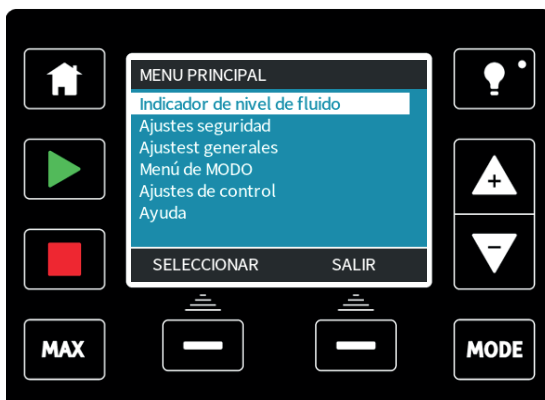 MENU PRINCIPAL
Indicador de nivel de fluido
Ajustes seguridad
Ajustest generales
Menú de MODO
Ajustes de control
Ayuda
SELECCIONAR SALIR
MAX
MODE